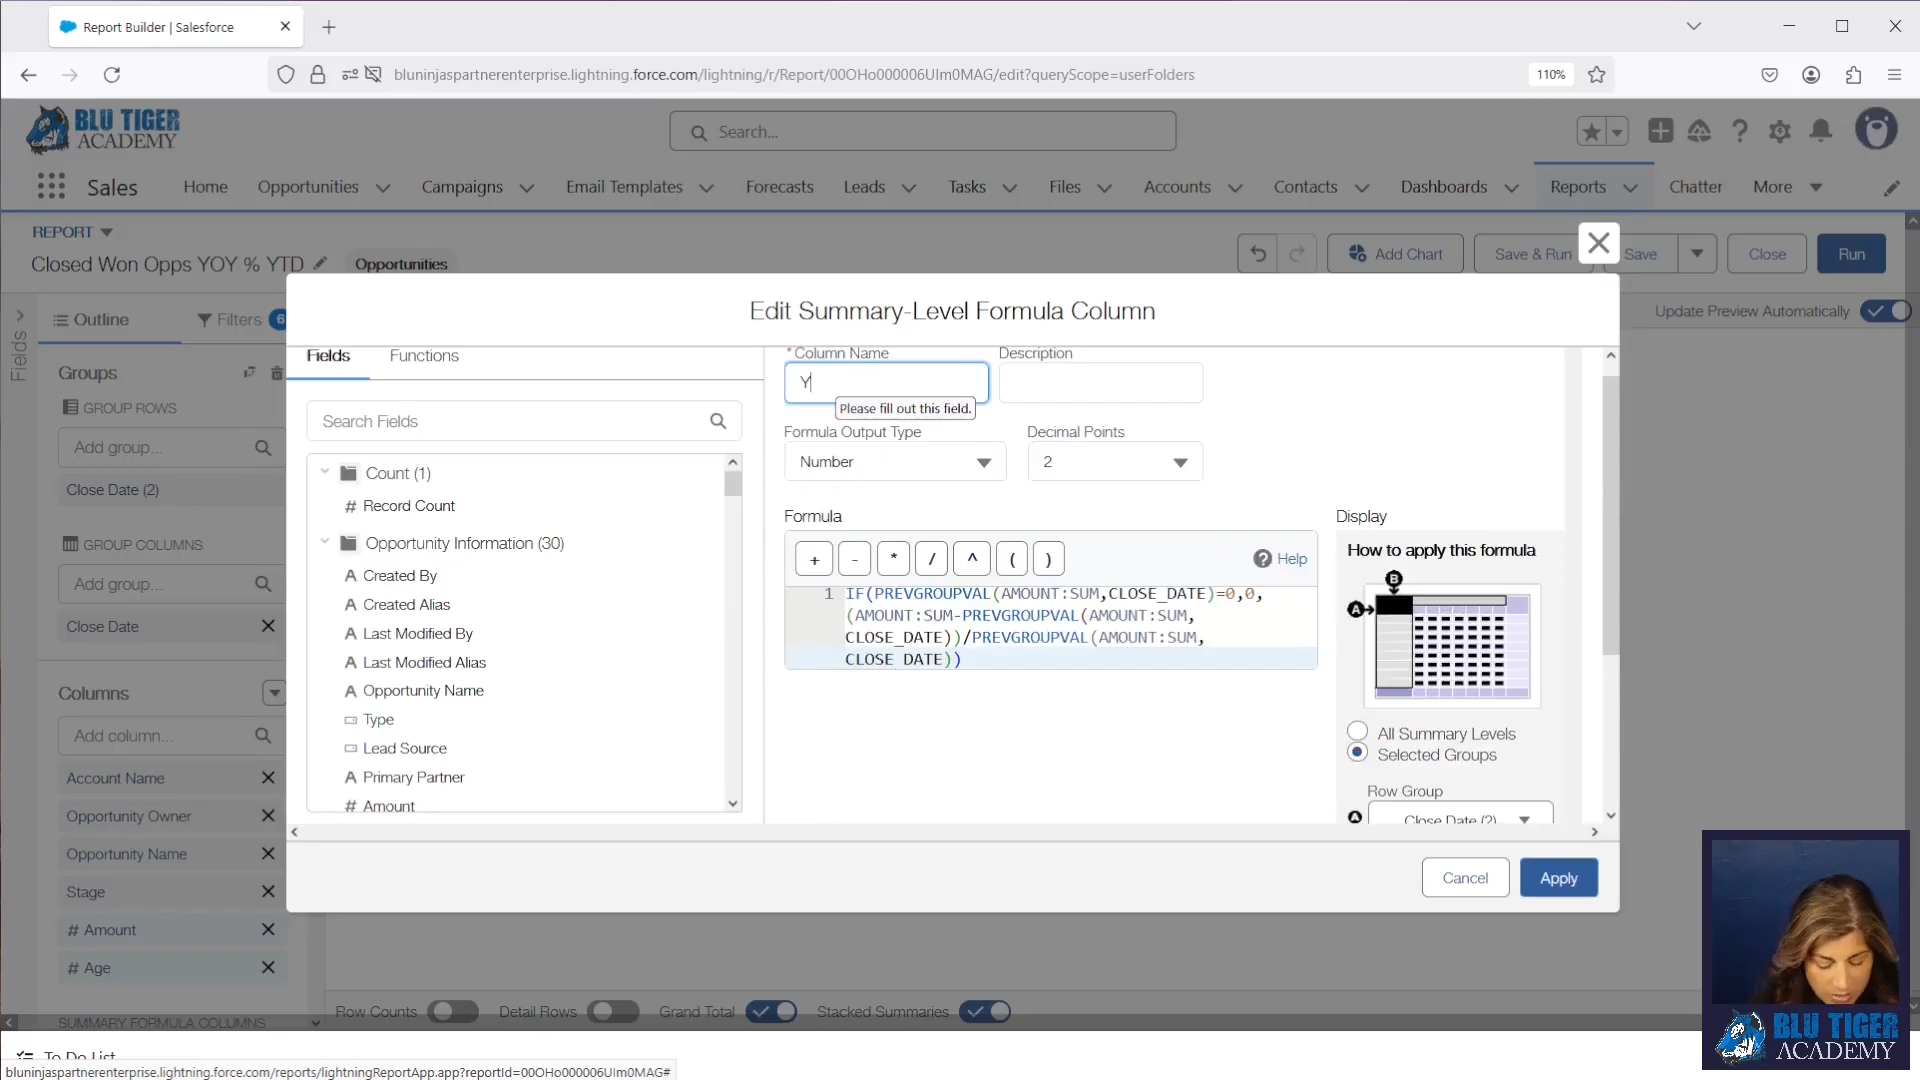 Report Builder | Salesforce
bluninjaspartnerenterprise.lightning.force.com/lightning/r/Report/00OHo000006UIm0MAG/edit?queryScope=userFolders
110%
BLU TIGER
ACADEMY
Search...
Sales
Home
Opportunities
Campaigns
Email Templates
Forecasts
Leads
Tasks
Files
Accounts
Contacts
Dashboards
Reports
Chatter
More
REPORT
Closed Won Opps YOY % YTD
Opportunities
Add Chart
Save & Run
Save
Close
Run
Fields
Outline
Filters
6
Update Preview Automatically
Groups
GROUP ROWS
Add group...
Close Date (2)
GROUP COLUMNS
Add group...
Close Date
Columns
Add column...
Account Name
Opportunity Owner
Opportunity Name
Stage
# Amount
# Age
SUMMARY FORMULA COLUMNS
Edit Summary-Level Formula Column
Fields
Functions
Search Fields
Count (1)
# Record Count
Opportunity Information (30)
A Created By
A Created Alias
A Last Modified By
A Last Modified Alias
A Opportunity Name
Type
Lead Source
A Primary Partner
# Amount
* Column Name
Description
Y
Please fill out this field.
Formula Output Type
Decimal Points
Number
2
Formula
+ - * / ^ ( )
Help
1 IF(PREVGROUPVAL(AMOUNT:SUM,CLOSE_DATE)=0,0,
(AMOUNT:SUM-PREVGROUPVAL(AMOUNT:SUM,
CLOSE_DATE))/PREVGROUPVAL(AMOUNT:SUM,
CLOSE_DATE))
Display
How to apply this formula
B
A
All Summary Levels
Selected Groups
Row Group
A
Close Date (2)
Cancel
Apply
Row Counts
Detail Rows
Grand Total
Stacked Summaries
To Do List
bluninjaspartnerenterprise.lightning.force.com/reports/lightningReportApp.app?reportId=00OHo000006UIm0MAG#
BLU TIGER
ACADEMY